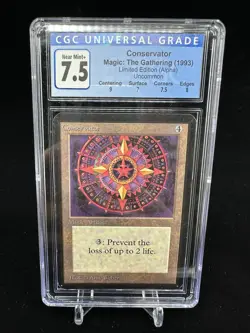 CGC UNIVERSAL GRADE
Near Mint+
7.5
Conservator
Magic: The Gathering (1993)
Limited Edition (Alpha)
Uncommon
Centering Surface Corners Edges
8 7 7.5 8
Conservator
4
3: Prevent the
loss of up to 2 life.